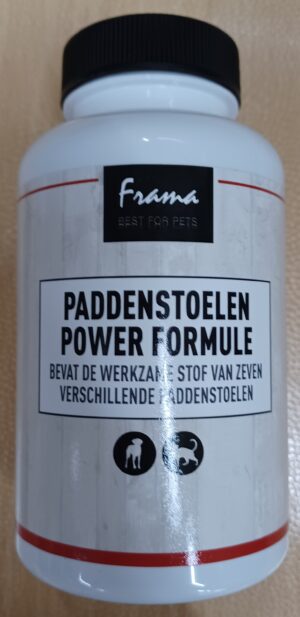 Frama
BEST FOR PETS
PADDENSTOELEN
POWER FORMULE
BEVAT DE WERKZAME STOF VAN ZEVEN
VERSCHILLENDE PADDENSTOELEN